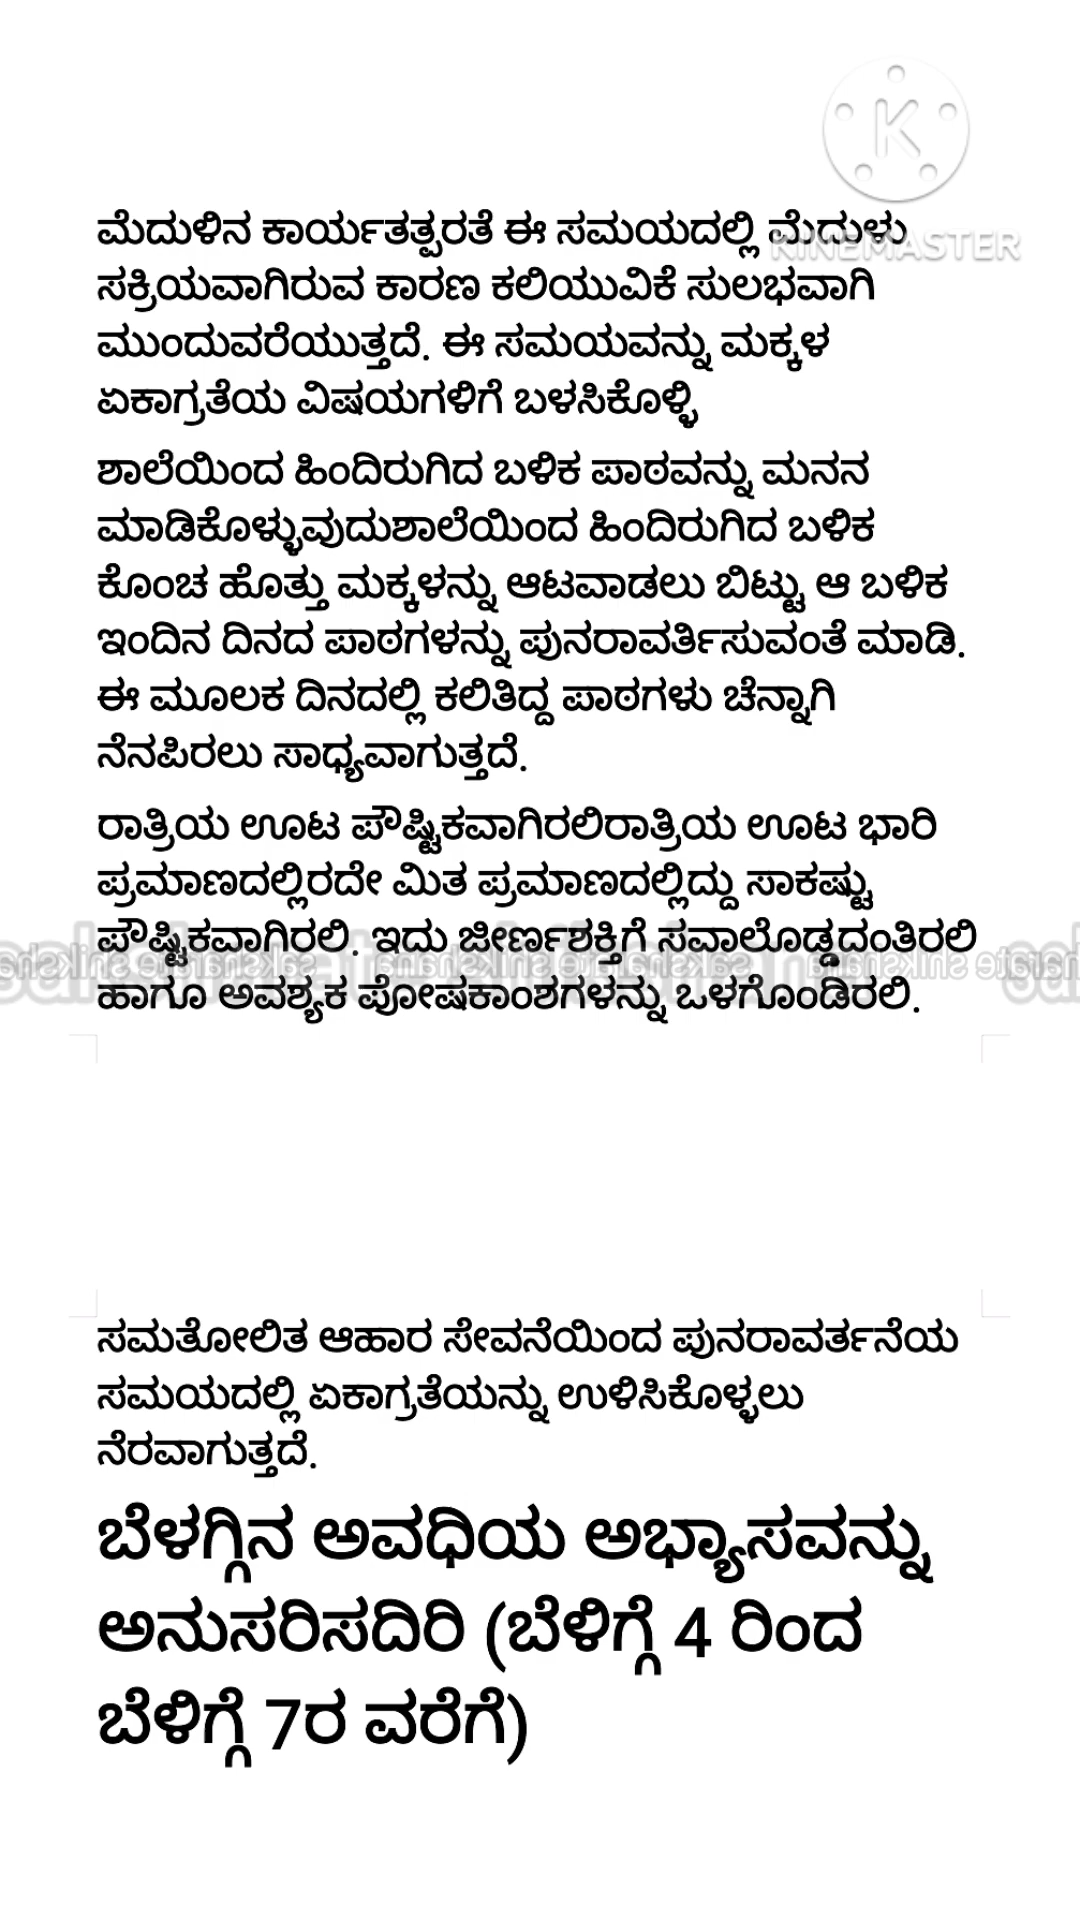 KINEMASTER
ಮೆದುಳಿನ ಕಾರ್ಯತತ್ಪರತೆ ಈ ಸಮಯದಲ್ಲಿ ಮೆದುಳು
ಸಕ್ರಿಯವಾಗಿರುವ ಕಾರಣ ಕಲಿಯುವಿಕೆ ಸುಲಭವಾಗಿ
ಮುಂದುವರೆಯುತ್ತದೆ. ಈ ಸಮಯವನ್ನು ಮಕ್ಕಳ
ಏಕಾಗ್ರತೆಯ ವಿಷಯಗಳಿಗೆ ಬಳಸಿಕೊಳ್ಳಿ
ಶಾಲೆಯಿಂದ ಹಿಂದಿರುಗಿದ ಬಳಿಕ ಪಾಠವನ್ನು ಮನನ
ಮಾಡಿಕೊಳ್ಳುವುದುಶಾಲೆಯಿಂದ ಹಿಂದಿರುಗಿದ ಬಳಿಕ
ಕೊಂಚ ಹೊತ್ತು ಮಕ್ಕಳನ್ನು ಆಟವಾಡಲು ಬಿಟ್ಟು ಆ ಬಳಿಕ
ಇಂದಿನ ದಿನದ ಪಾಠಗಳನ್ನು ಪುನರಾವರ್ತಿಸುವಂತೆ ಮಾಡಿ.
ಈ ಮೂಲಕ ದಿನದಲ್ಲಿ ಕಲಿತಿದ್ದ ಪಾಠಗಳು ಚೆನ್ನಾಗಿ
ನೆನಪಿರಲು ಸಾಧ್ಯವಾಗುತ್ತದೆ.
ರಾತ್ರಿಯ ಊಟ ಪೌಷ್ಟಿಕವಾಗಿರಲಿರಾತ್ರಿಯ ಊಟ ಭಾರಿ
ಪ್ರಮಾಣದಲ್ಲಿರದೇ ಮಿತ ಪ್ರಮಾಣದಲ್ಲಿದ್ದು ಸಾಕಷ್ಟು
ಪೌಷ್ಟಿಕವಾಗಿರಲಿ. ಇದು ಜೀರ್ಣಶಕ್ತಿಗೆ ಸವಾಲೊಡ್ಡದಂತಿರಲಿ
ಹಾಗೂ ಅವಶ್ಯಕ ಪೋಷಕಾಂಶಗಳನ್ನು ಒಳಗೊಂಡಿರಲಿ.
ಸಮತೋಲಿತ ಆಹಾರ ಸೇವನೆಯಿಂದ ಪುನರಾವರ್ತನೆಯ
ಸಮಯದಲ್ಲಿ ಏಕಾಗ್ರತೆಯನ್ನು ಉಳಿಸಿಕೊಳ್ಳಲು
ನೆರವಾಗುತ್ತದೆ.
ಬೆಳಗ್ಗಿನ ಅವಧಿಯ ಅಭ್ಯಾಸವನ್ನು
ಅನುಸರಿಸದಿರಿ (ಬೆಳಿಗ್ಗೆ 4 ರಿಂದ
ಬೆಳಿಗ್ಗೆ 7ರ ವರೆಗೆ)